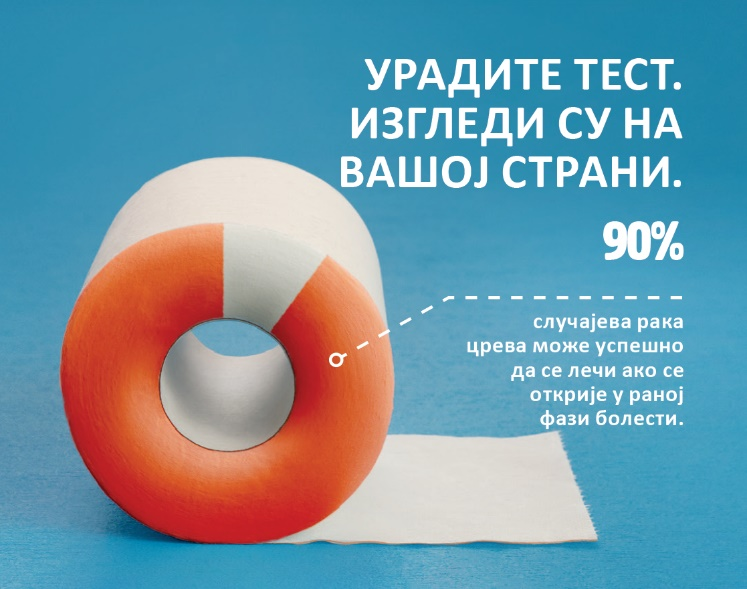 УРАДИТЕ ТЕСТ.
ИЗГЛЕДИ СУ НА
ВАШОЈ СТРАНИ.
90%
случајева рака
црева може успешно
да се лечи ако се
открије у раној
фази болести.